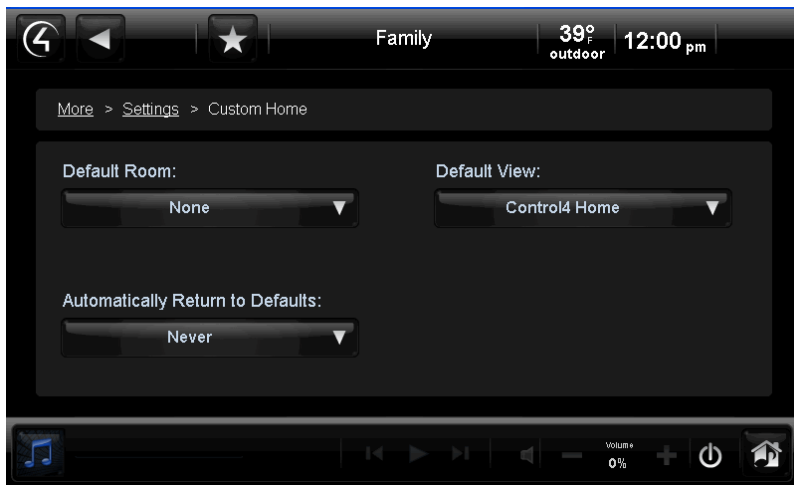 Family
39°F
outdoor
12:00 pm
More > Settings > Custom Home
Default Room:
Default View:
None
Control4 Home
Automatically Return to Defaults:
Never
Volume
0%